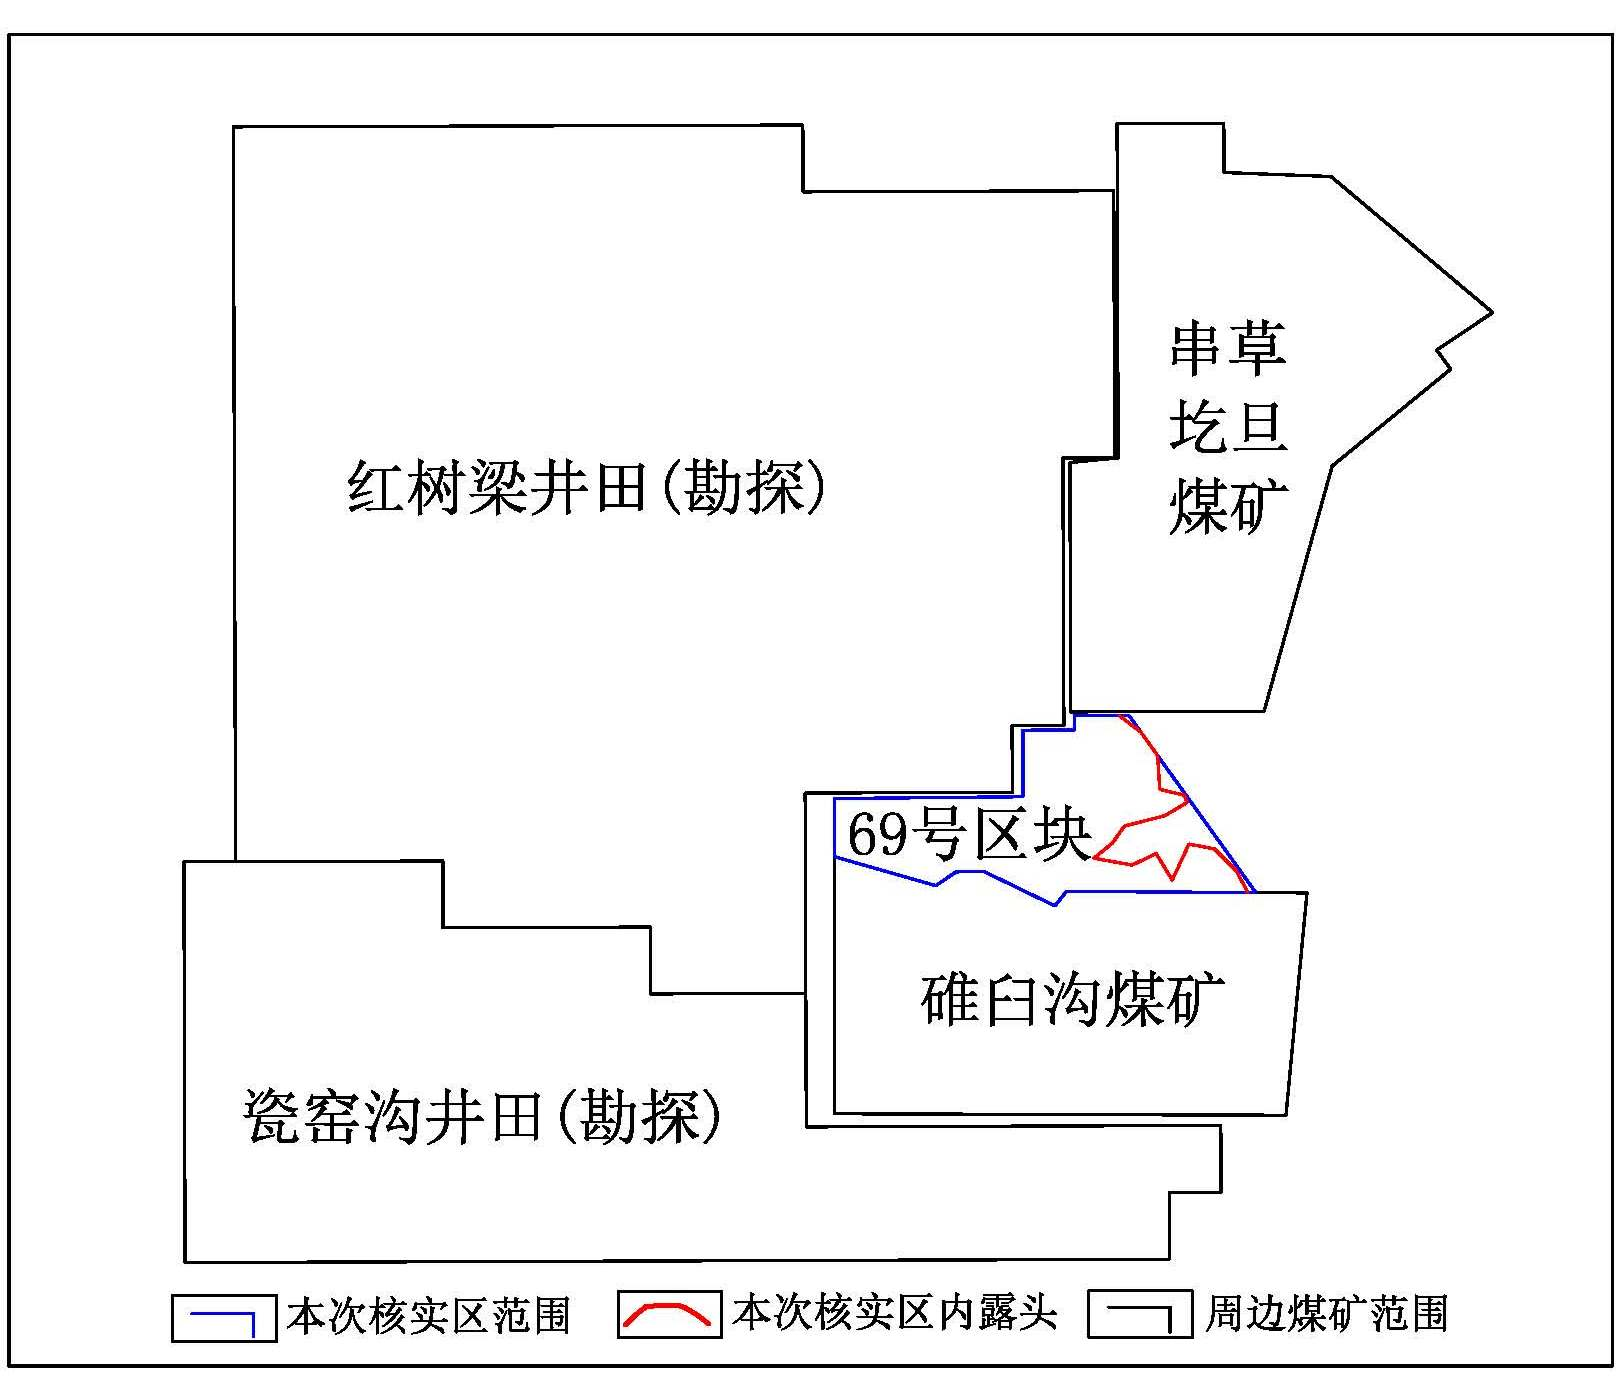 串草
圪旦
煤矿
红树梁井田(勘探)
69号区块
碓臼沟煤矿
瓷窑沟井田(勘探)
本次核实区范围
本次核实区内露头
周边煤矿范围